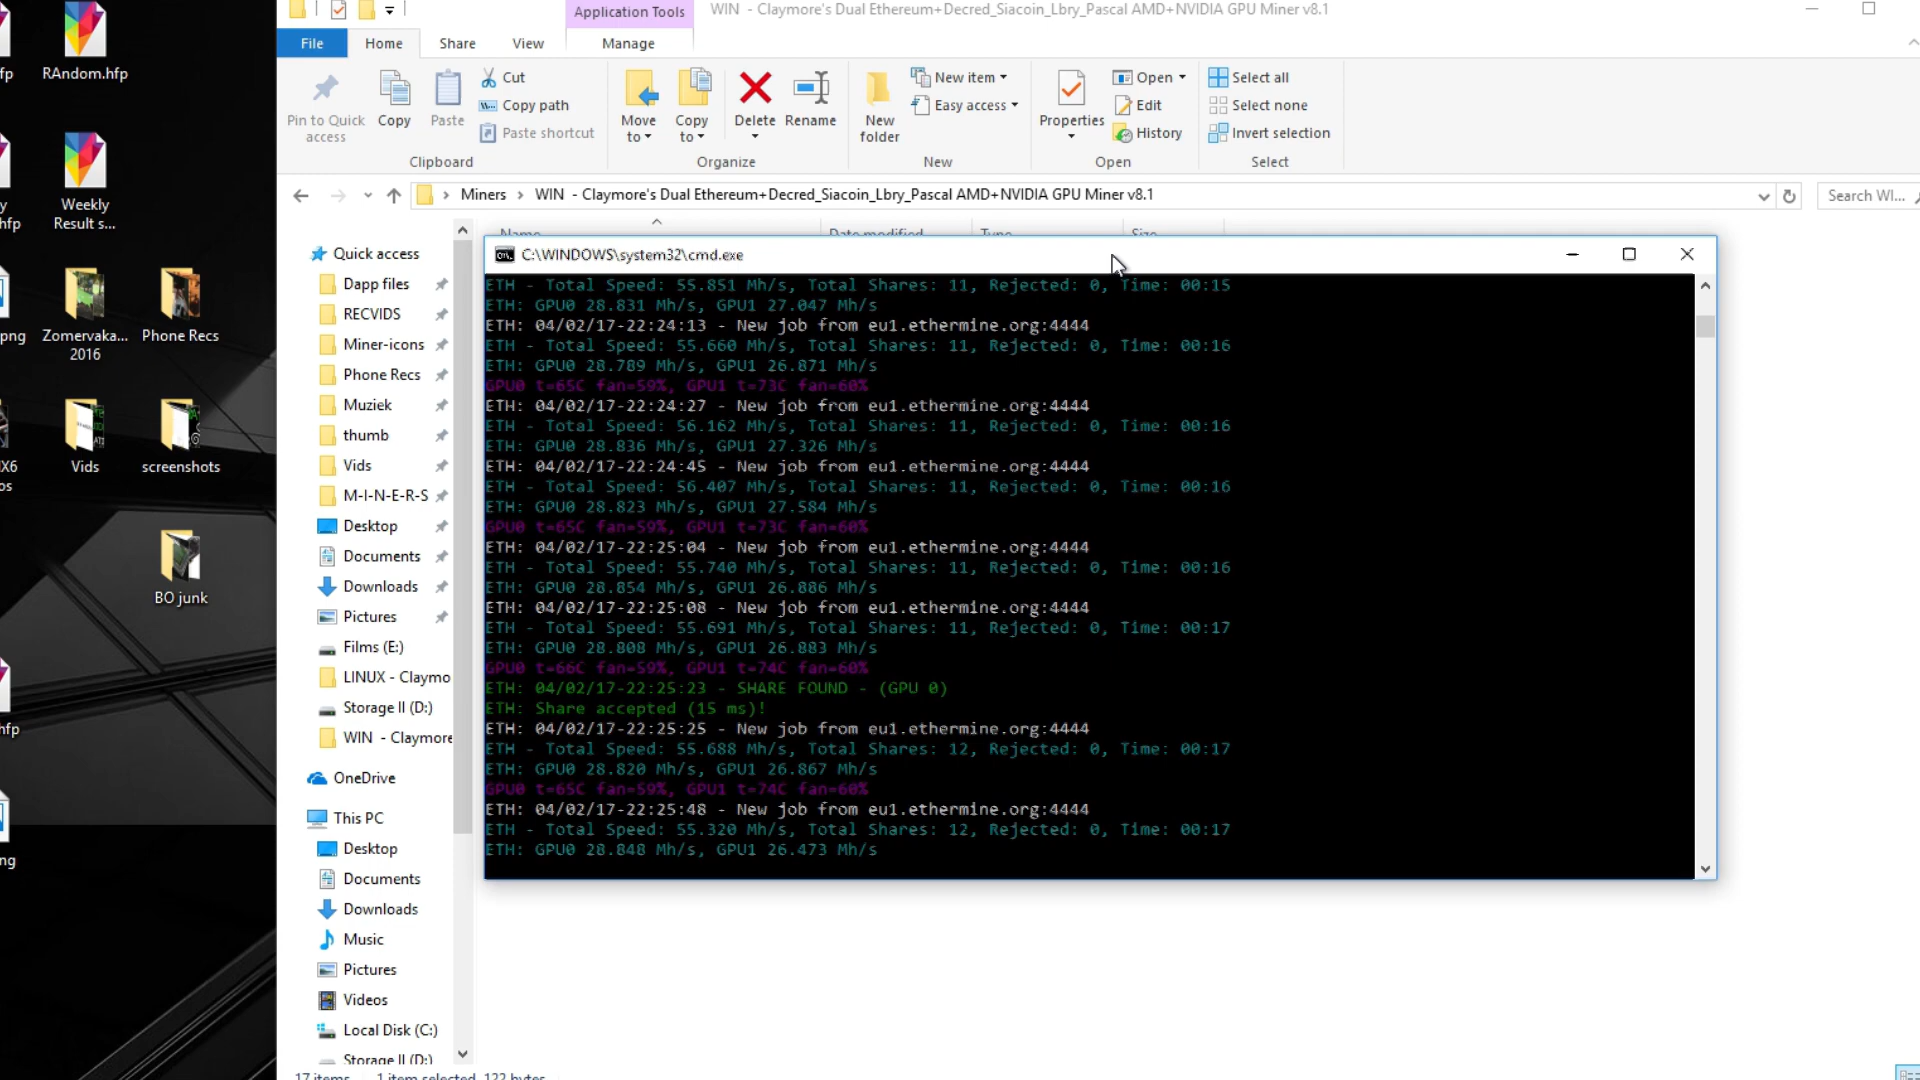 Application Tools
WIN - Claymore's Dual Ethereum+Decred_Siacoin_Lbry_Pascal AMD+NVIDIA GPU Miner v8.1
File
Home
Share
View
Manage
Pin to Quick access
Copy
Paste
Cut
Copy path
Paste shortcut
Clipboard
Move to
Copy to
Delete
Rename
Organize
New folder
New item
Easy access
New
Properties
Open
Edit
History
Open
Select all
Select none
Invert selection
Select
Miners
WIN - Claymore's Dual Ethereum+Decred_Siacoin_Lbry_Pascal AMD+NVIDIA GPU Miner v8.1
Search WI...
Name
Date modified
Type
Size
RAndom.hfp
Weekly
Result s...
Zomervaka...
2016
Phone Recs
Vids
screenshots
BO junk
hfp
png
Quick access
Dapp files
RECVIDS
Miner-icons
Phone Recs
Muziek
thumb
Vids
M-I-N-E-R-S
Desktop
Documents
Downloads
Pictures
Films (E:)
LINUX - Claymo
Storage II (D:)
WIN - Claymore
OneDrive
This PC
Desktop
Documents
Downloads
Music
Pictures
Videos
Local Disk (C:)
Storage II (D:)
17 items
1 item selected 122 bytes
C:\WINDOWS\system32\cmd.exe
ETH - Total Speed: 55.851 Mh/s, Total Shares: 11, Rejected: 0, Time: 00:15
ETH: GPU0 28.831 Mh/s, GPU1 27.047 Mh/s
ETH: 04/02/17-22:24:13 - New job from eu1.ethermine.org:4444
ETH - Total Speed: 55.660 Mh/s, Total Shares: 11, Rejected: 0, Time: 00:16
ETH: GPU0 28.789 Mh/s, GPU1 26.871 Mh/s
GPU0 t=65C fan=59%, GPU1 t=73C fan=60%
ETH: 04/02/17-22:24:27 - New job from eu1.ethermine.org:4444
ETH - Total Speed: 56.162 Mh/s, Total Shares: 11, Rejected: 0, Time: 00:16
ETH: GPU0 28.836 Mh/s, GPU1 27.326 Mh/s
ETH: 04/02/17-22:24:45 - New job from eu1.ethermine.org:4444
ETH - Total Speed: 56.407 Mh/s, Total Shares: 11, Rejected: 0, Time: 00:16
ETH: GPU0 28.823 Mh/s, GPU1 27.584 Mh/s
GPU0 t=65C fan=59%, GPU1 t=73C fan=60%
ETH: 04/02/17-22:25:04 - New job from eu1.ethermine.org:4444
ETH - Total Speed: 55.740 Mh/s, Total Shares: 11, Rejected: 0, Time: 00:16
ETH: GPU0 28.854 Mh/s, GPU1 26.886 Mh/s
ETH: 04/02/17-22:25:08 - New job from eu1.ethermine.org:4444
ETH - Total Speed: 55.691 Mh/s, Total Shares: 11, Rejected: 0, Time: 00:17
ETH: GPU0 28.808 Mh/s, GPU1 26.883 Mh/s
GPU0 t=66C fan=59%, GPU1 t=74C fan=60%
ETH: 04/02/17-22:25:23 - SHARE FOUND - (GPU 0)
ETH: Share accepted (15 ms)!
ETH: 04/02/17-22:25:25 - New job from eu1.ethermine.org:4444
ETH - Total Speed: 55.688 Mh/s, Total Shares: 12, Rejected: 0, Time: 00:17
ETH: GPU0 28.820 Mh/s, GPU1 26.867 Mh/s
GPU0 t=65C fan=59%, GPU1 t=74C fan=60%
ETH: 04/02/17-22:25:48 - New job from eu1.ethermine.org:4444
ETH - Total Speed: 55.320 Mh/s, Total Shares: 12, Rejected: 0, Time: 00:17
ETH: GPU0 28.848 Mh/s, GPU1 26.473 Mh/s